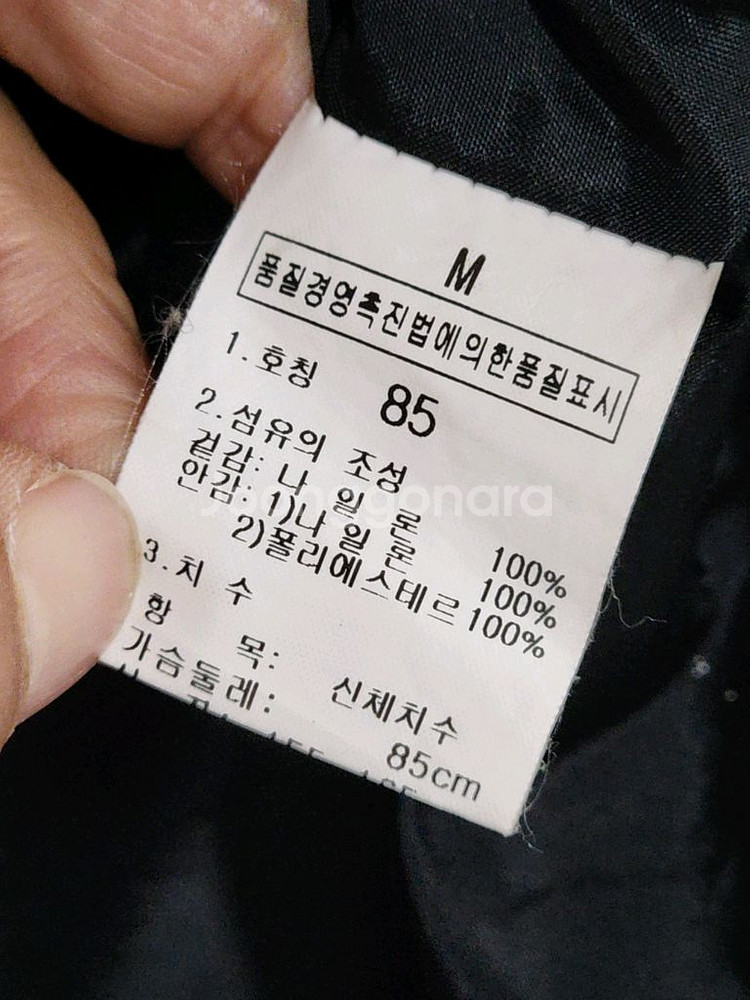 M
품질경영촉진법에의한품질표시
1.호칭 85
2.섬유의 조성
겉감: 나 일 론 100%
안감: 1)나 일 론 100%
2)폴리에스테르 100%
3.치 수
항 목: 신체치수
가슴둘레: 85cm
Joonggonara